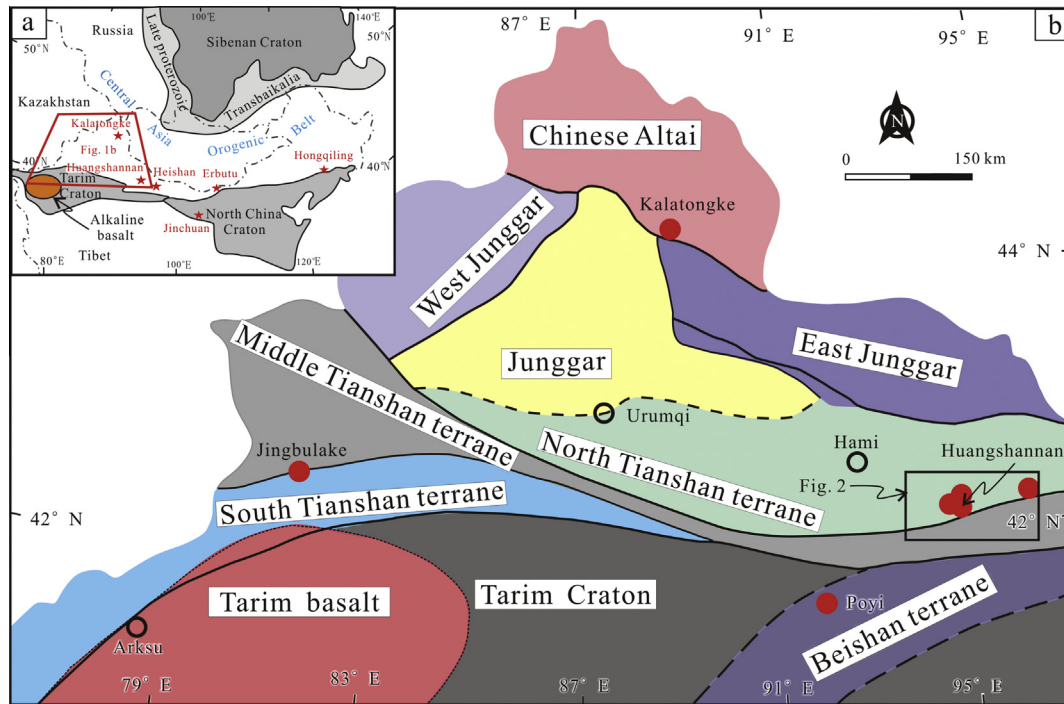 a
Russia
100°E
140°E
50°N
50°N
Late proterozoic
Sibenan Craton
Transbaikalia
Kazakhstan
Central
Asia
Orogenic
Belt
Kalatongke
Fig. 1b
40°N
40°N
Huangshannan
Heishan
Erbutu
Hongqiling
Tarim
Craton
Alkaline
basalt
Jinchuan
North China
Craton
Tibet
80°E
100°E
120°E
b
87° E
91° E
95° E
N
0
150 km
Chinese Altai
Kalatongke
44° N
West Junggar
East Junggar
Junggar
Middle Tianshan terrane
Urumqi
North Tianshan terrane
Hami
Huangshannan
Jingbulake
Fig. 2
South Tianshan terrane
42° N
42° N
Tarim basalt
Tarim Craton
Poyi
Beishan terrane
Arksu
79° E
83° E
87° E
91° E
95° E